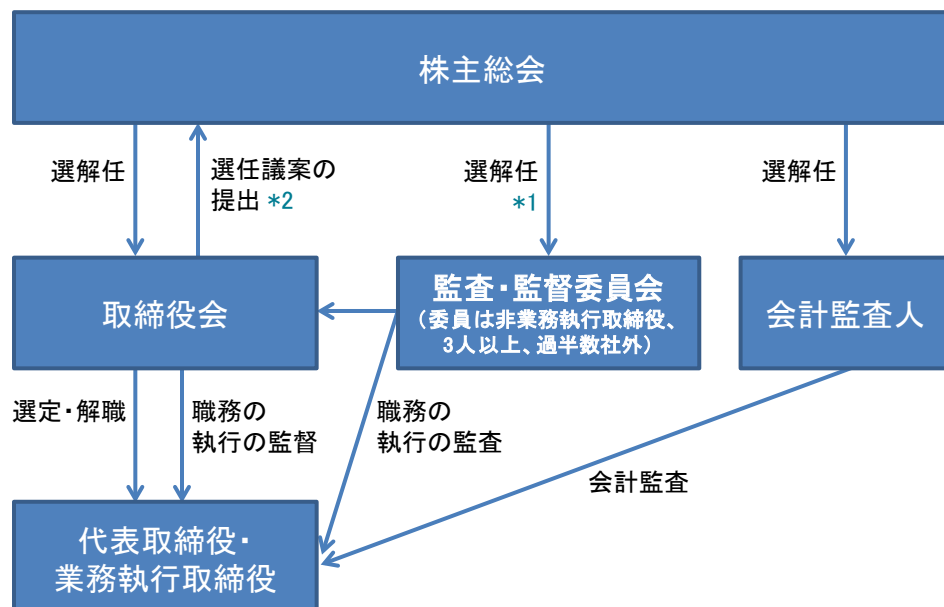 株主総会
選解任
選任議案の
提出 *2
選解任
*1
選解任
取締役会
監査・監督委員会
（委員は非業務執行取締役、
3人以上、過半数社外）
会計監査人
選定・解職
職務の
執行の監督
職務の
執行の監査
会計監査
代表取締役・
業務執行取締役